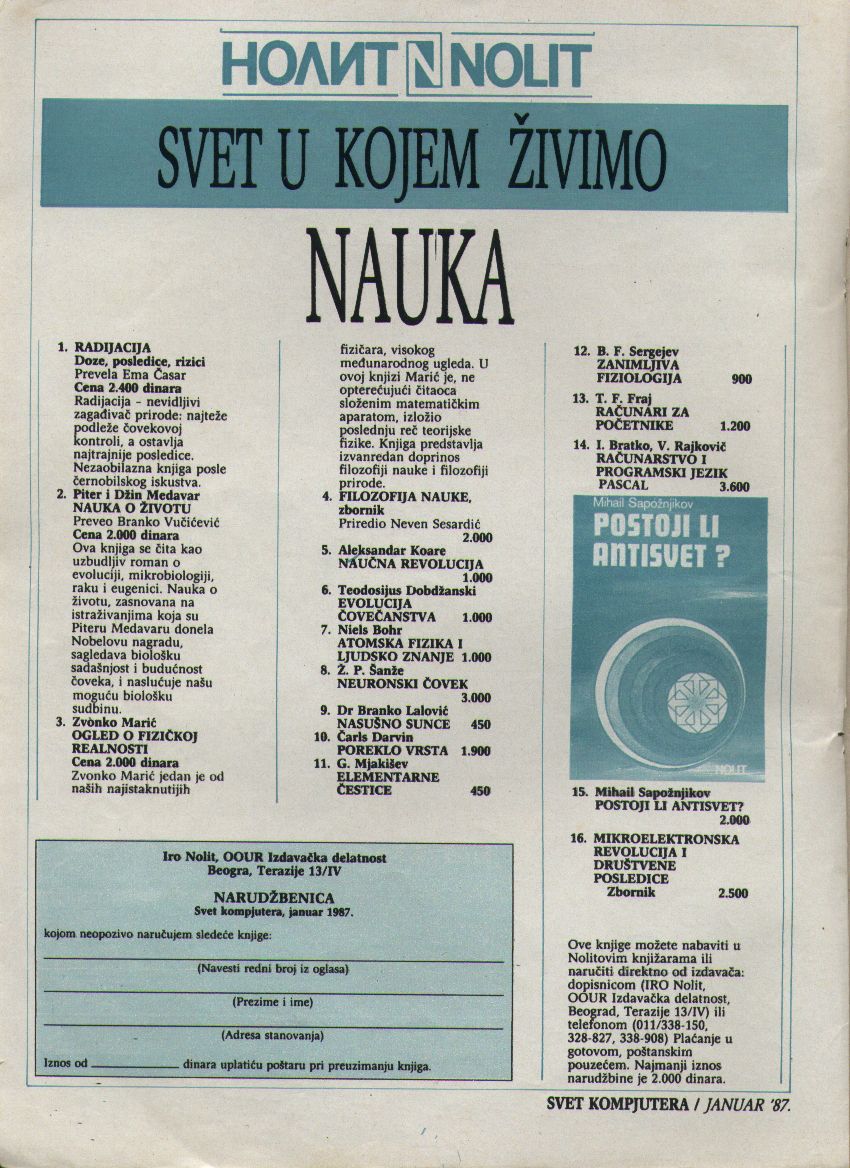 НОЛИТ NOLIT
SVET U KOJEM ŽIVIMO
NAUKA
1. RADIJACIJA
Doze, posledice, rizici
Prevela Ema Časar
Cena 2.400 dinara
Radijacija - nevidljivi
zagađivač prirode: najteže
podleže čovekovoj
kontroli, a ostavlja
najtrajnije posledice.
Nezaobilazna knjiga posle
černobilskog iskustva.
2. Piter i Džin Medavar
NAUKA O ŽIVOTU
Preveo Branko Vučićević
Cena 2.000 dinara
Ova knjiga se čita kao
uzbudljiv roman o
evoluciji, mikrobiologiji,
raku i eugenici. Nauka o
životu, zasnovana na
istraživanjima koja su
Piteru Medavaru donela
Nobelovu nagradu,
sagledava biološku
sadašnjost i budućnost
čoveka, i naslućuje našu
moguću biološku
sudbinu.
3. Zvonko Marić
OGLED O FIZIČKOJ
REALNOSTI
Cena 2.000 dinara
Zvonko Marić jedan je od
naših najistaknutijih
fizičara, visokog
međunarodnog ugleda. U
ovoj knjizi Marić je, ne
opterećujući čitaoca
složenim matematičkim
aparatom, izložio
poslednju reč teorijske
fizike. Knjiga predstavlja
izvanredan doprinos
filozofiji nauke i filozofiji
prirode.
4. FILOZOFIJA NAUKE,
zbornik
Priredio Neven Sesardić
2.000
5. Aleksandar Koare
NAUČNA REVOLUCIJA
1.000
6. Teodosijus Dobdžanski
EVOLUCIJA
ČOVEČANSTVA 1.000
7. Niels Bohr
ATOMSKA FIZIKA I
LJUDSKO ZNANJE 1.000
8. Ž. P. Šanže
NEURONSKI ČOVEK
3.000
9. Dr Branko Lalović
NASUŠNO SUNCE 450
10. Čarls Darvin
POREKLO VRSTA 1.900
11. G. Mjakišev
ELEMENTARNE
ČESTICE 450
12. B. F. Sergejev
ZANIMLJIVA
FIZIOLOGIJA 900
13. T. F. Fraj
RAČUNARI ZA
POČETNIKE 1.200
14. I. Bratko, V. Rajkovič
RAČUNARSTVO I
PROGRAMSKI JEZIK
PASCAL 3.600
Mihail Sapožnjikov
POSTOJI LI
ANTISVET ?
NOLIT
15. Mihail Sapožnjikov
POSTOJI LI ANTISVET?
2.000
16. MIKROELEKTRONSKA
REVOLUCIJA I
DRUŠTVENE
POSLEDICE
Zbornik 2.500
Ove knjige možete nabaviti u
Nolitovim knjižarama ili
naručiti direktno od izdavača:
dopisnicom (IRO Nolit,
OOUR Izdavačka delatnost,
Beograd, Terazije 13/IV) ili
telefonom (011/338-150,
328-827, 338-908) Plaćanje u
gotovom, poštanskim
pouzećem. Najmanji iznos
narudžbine je 2.000 dinara.
Iro Nolit, OOUR Izdavačka delatnost
Beogra, Terazije 13/IV
NARUDŽBENICA
Svet kompjutera, januar 1987.
kojom neopozivo naručujem sledeće knjige:
(Navesti redni broj iz oglasa)
(Prezime i ime)
(Adresa stanovanja)
Iznos od ______ dinara uplatiću poštaru pri preuzimanju knjiga.
SVET KOMPJUTERA / JANUAR '87.